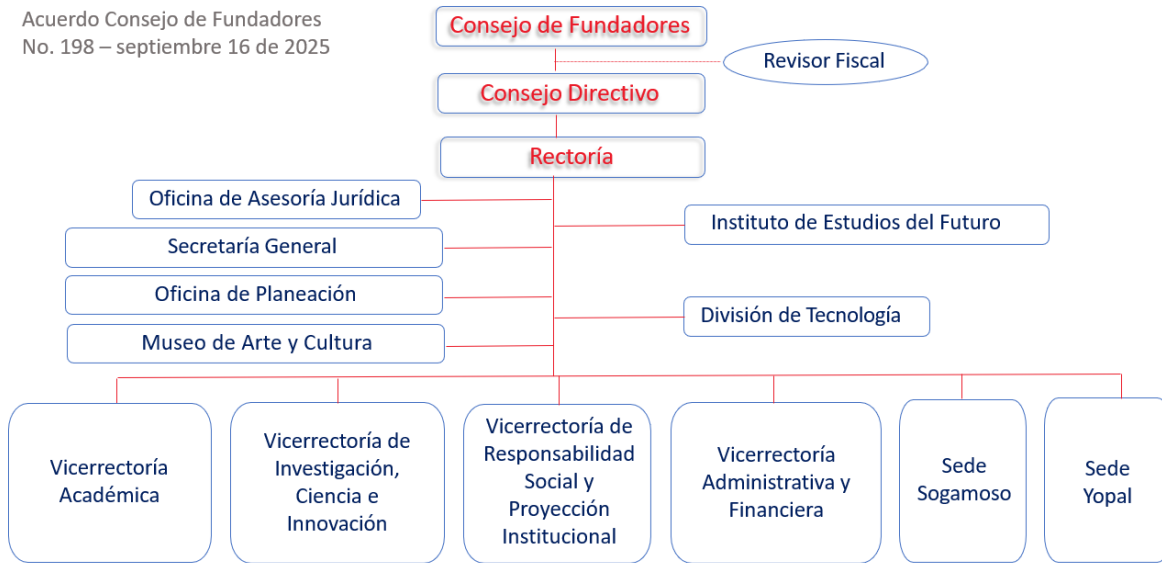 Acuerdo Consejo de Fundadores
No. 198 – septiembre 16 de 2025
Consejo de Fundadores
Revisor Fiscal
Consejo Directivo
Rectoría
Oficina de Asesoría Jurídica
Instituto de Estudios del Futuro
Secretaría General
Oficina de Planeación
División de Tecnología
Museo de Arte y Cultura
Vicerrectoría
Académica
Vicerrectoría de
Investigación,
Ciencia e
Innovación
Vicerrectoría de
Responsabilidad
Social y
Proyección
Institucional
Vicerrectoría
Administrativa y
Financiera
Sede
Sogamoso
Sede
Yopal